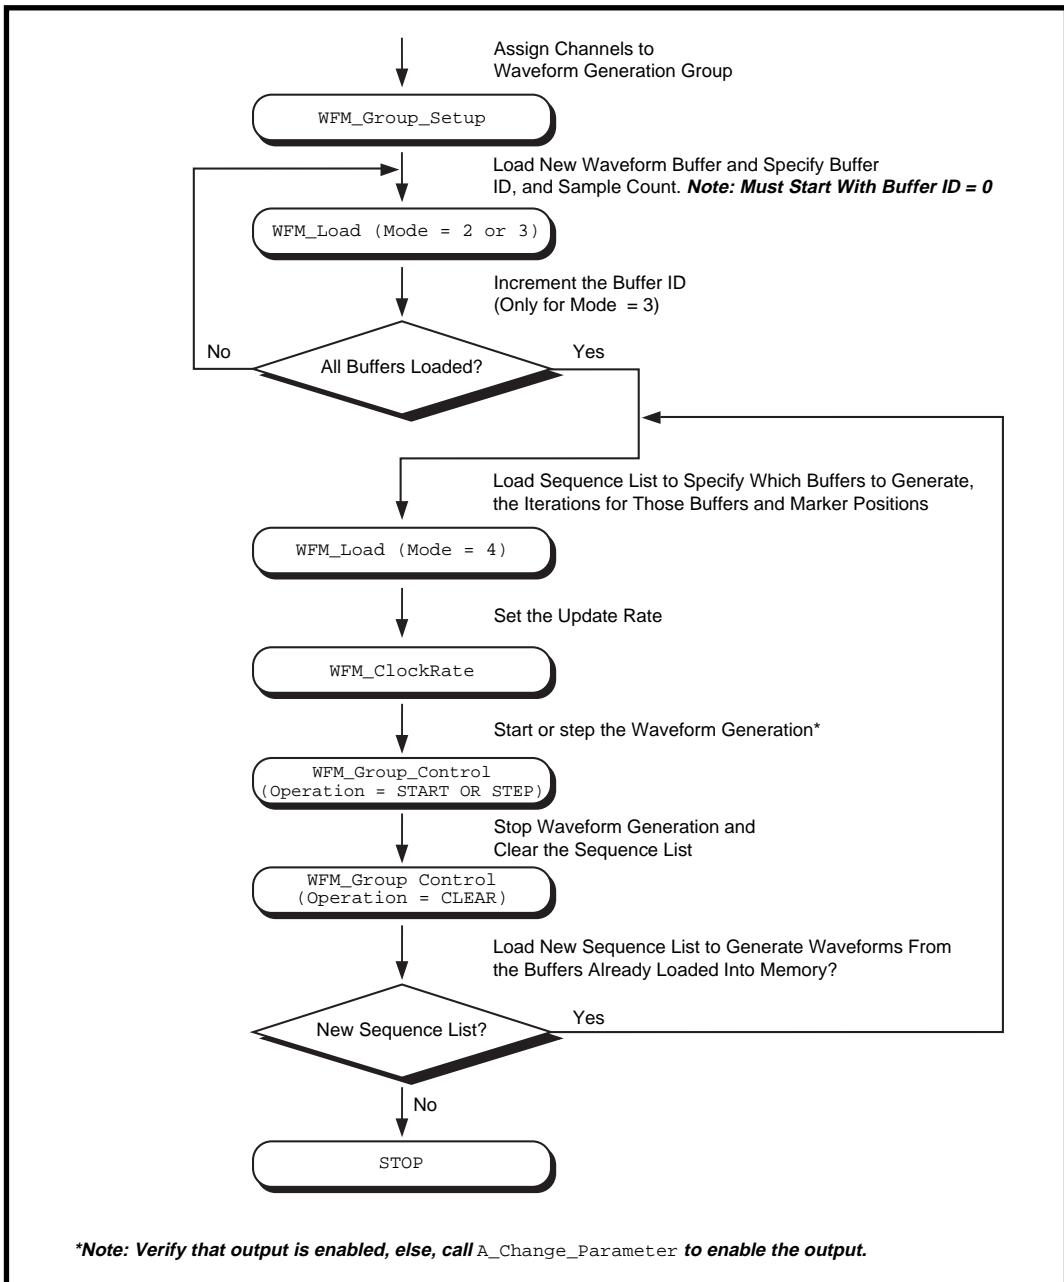 Assign Channels to
Waveform Generation Group
WFM_Group_Setup
Load New Waveform Buffer and Specify Buffer
ID, and Sample Count. Note: Must Start With Buffer ID = 0
WFM_Load (Mode = 2 or 3)
Increment the Buffer ID
(Only for Mode = 3)
No
All Buffers Loaded?
Yes
Load Sequence List to Specify Which Buffers to Generate,
the Iterations for Those Buffers and Marker Positions
WFM_Load (Mode = 4)
Set the Update Rate
WFM_ClockRate
Start or step the Waveform Generation*
WFM_Group_Control
(Operation = START OR STEP)
Stop Waveform Generation and
Clear the Sequence List
WFM_Group Control
(Operation = CLEAR)
Load New Sequence List to Generate Waveforms From
the Buffers Already Loaded Into Memory?
New Sequence List?
Yes
No
STOP
*Note: Verify that output is enabled, else, call A_Change_Parameter to enable the output.